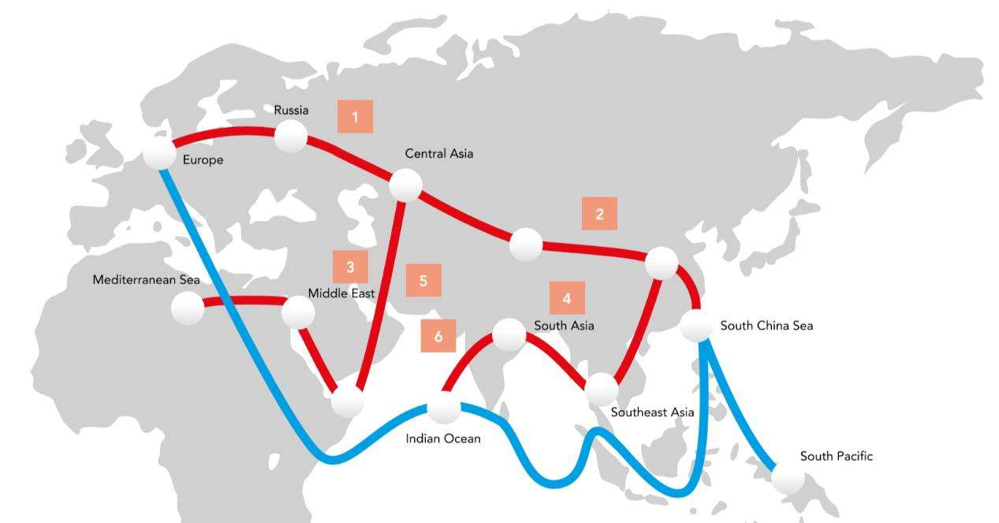 Russia
1
Central Asia
Europe
2
3
Mediterranean Sea
5
Middle East
4
6
South Asia
South China Sea
Southeast Asia
Indian Ocean
South Pacific